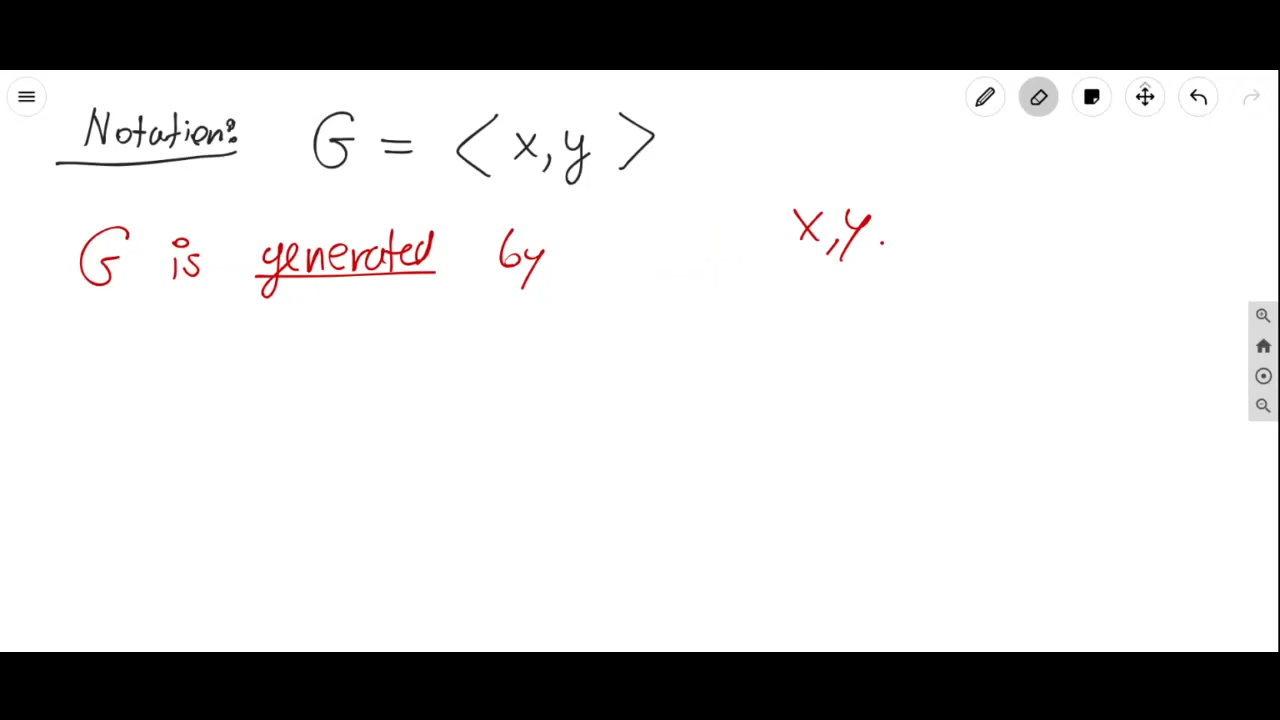 Notation: G = < x, y >
G is generated by x, y.